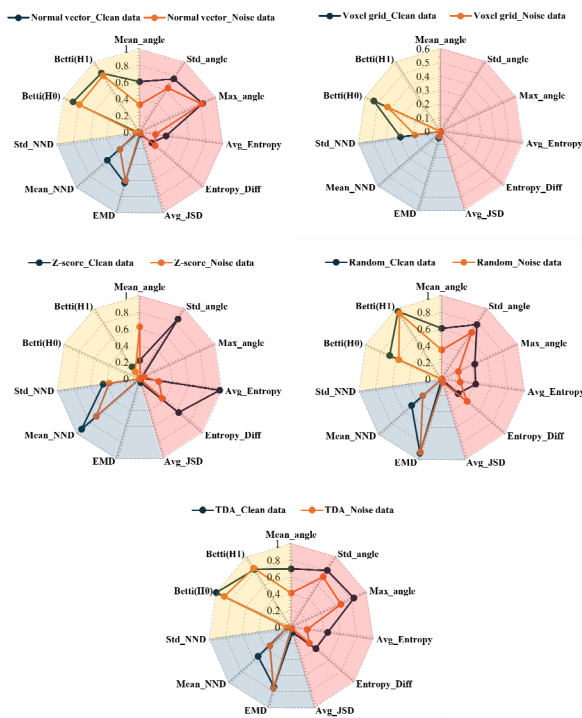 Normal vector_Clean data
Normal vector_Noise data
Mean_angle
Std_angle
Max_angle
Avg_Entropy
Entropy_Diff
Avg_JSD
EMD
Mean_NND
Std_NND
Betti(H0)
Betti(H1)
1
0.8
0.6
0.4
0.2
0
Voxel grid_Clean data
Voxel grid_Noise data
Mean_angle
Std_angle
Max_angle
Avg_Entropy
Entropy_Diff
Avg_JSD
EMD
Mean_NND
Std_NND
Betti(H0)
Betti(H1)
0.6
0.5
0.4
0.3
0.2
0.1
0
Z-score_Clean data
Z-score_Noise data
Mean_angle
Std_angle
Max_angle
Avg_Entropy
Entropy_Diff
Avg_JSD
EMD
Mean_NND
Std_NND
Betti(H0)
Betti(H1)
1
0.8
0.6
0.4
0.2
0
Random_Clean data
Random_Noise data
Mean_angle
Std_angle
Max_angle
Avg_Entropy
Entropy_Diff
Avg_JSD
EMD
Mean_NND
Std_NND
Betti(H0)
Betti(H1)
1
0.8
0.6
0.4
0.2
0
TDA_Clean data
TDA_Noise data
Mean_angle
Std_angle
Max_angle
Avg_Entropy
Entropy_Diff
Avg_JSD
EMD
Mean_NND
Std_NND
Betti(H0)
Betti(H1)
1
0.8
0.6
0.4
0.2
0